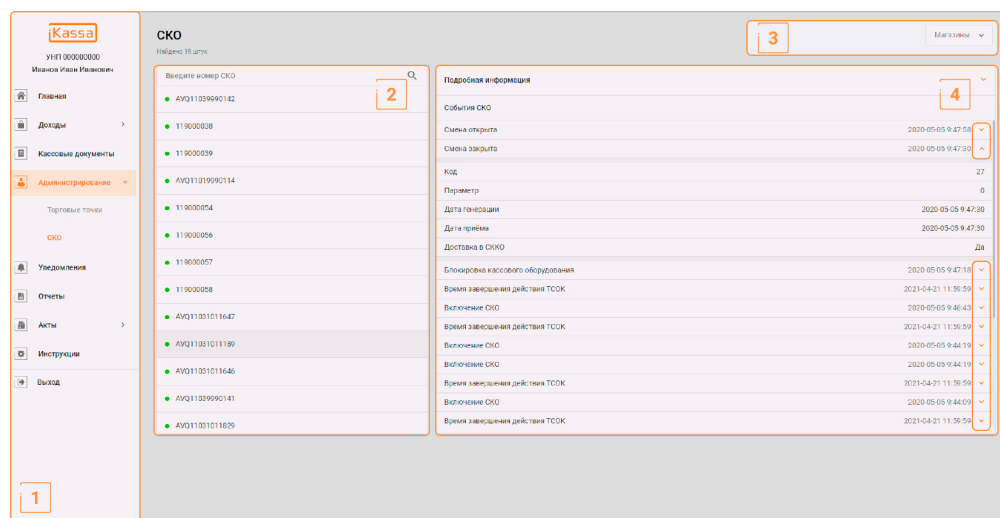 iKassa
УНП 000000000
Иванов Иван Иванович
Главная
Доходы
Кассовые документы
Администрирование
Торговые точки
СКО
Уведомления
Отчеты
Акты
Инструкции
Выход
1
СКО
Найдено 19 штук
3
Магазины
Введите номер СКО
2
AVQ11039990142
119000038
119000039
AVQ11019990114
119000054
119000056
119000057
119000058
AVQ11031011647
AVQ11031011189
AVQ11031011646
AVQ11039990141
AVQ11031011829
Подробная информация
4
События СКО
Смена открыта 2020-05-05 9:47:58
Смена закрыта 2020-05-05 9:47:30
Код 27
Параметр 0
Дата генерации 2020-05-05 9:47:30
Дата приёма 2020-05-05 9:47:30
Доставка в СККО Да
Блокировка кассового оборудования 2020-05-05 9:47:18
Время завершения действия ТСОК 2021-04-21 11:59:59
Включение СКО 2020-05-05 9:46:43
Время завершения действия ТСОК 2021-04-21 11:59:59
Включение СКО 2020-05-05 9:44:19
Включение СКО 2020-05-05 9:44:19
Время завершения действия ТСОК 2021-04-21 11:59:59
Включение СКО 2020-05-05 9:44:09
Время завершения действия ТСОК 2021-04-21 11:59:59